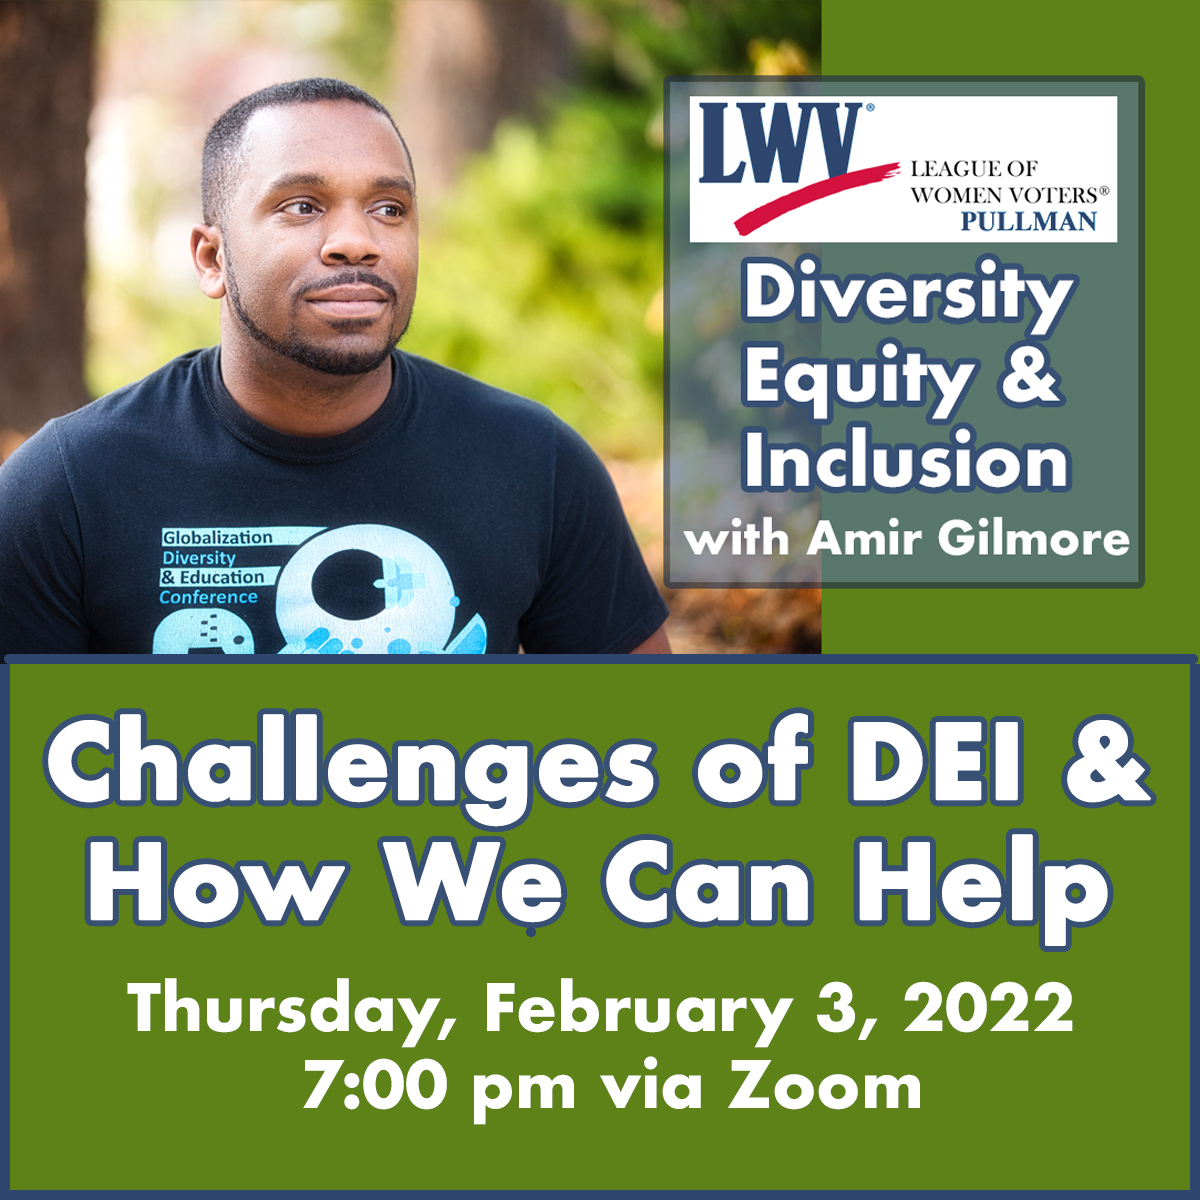 LWV®
LEAGUE OF
WOMEN VOTERS®
PULLMAN
Diversity
Equity &
Inclusion
with Amir Gilmore
Globalization
Diversity
& Education
Conference
Challenges of DEI &
How We Can Help
Thursday, February 3, 2022
7:00 pm via Zoom